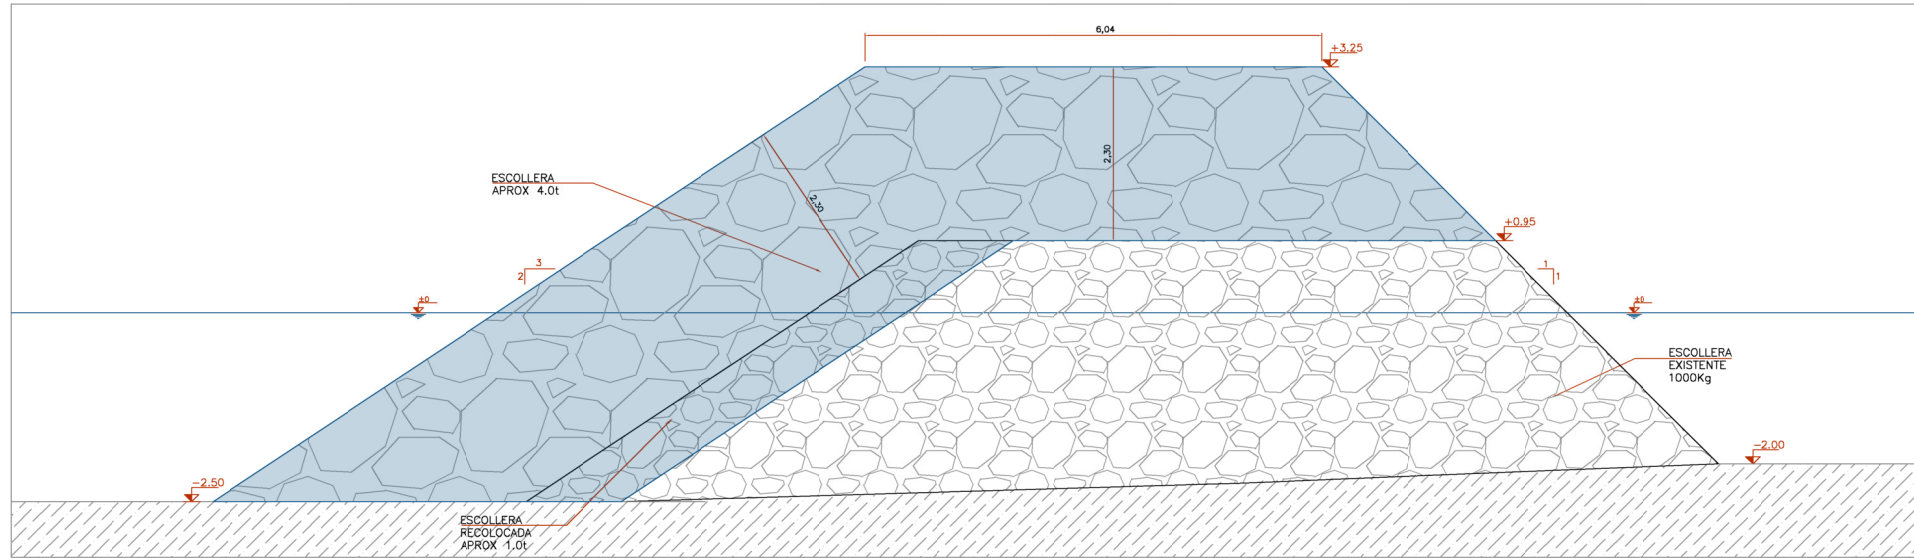 6,04
+3.25
2,30
ESCOLLERA
APROX 4.0t
2,30
+0.95
3
2
1
1
±0
±0
ESCOLLERA
EXISTENTE
1000Kg
-2.00
-2.50
ESCOLLERA
RECOLOCADA
APROX 1.0t